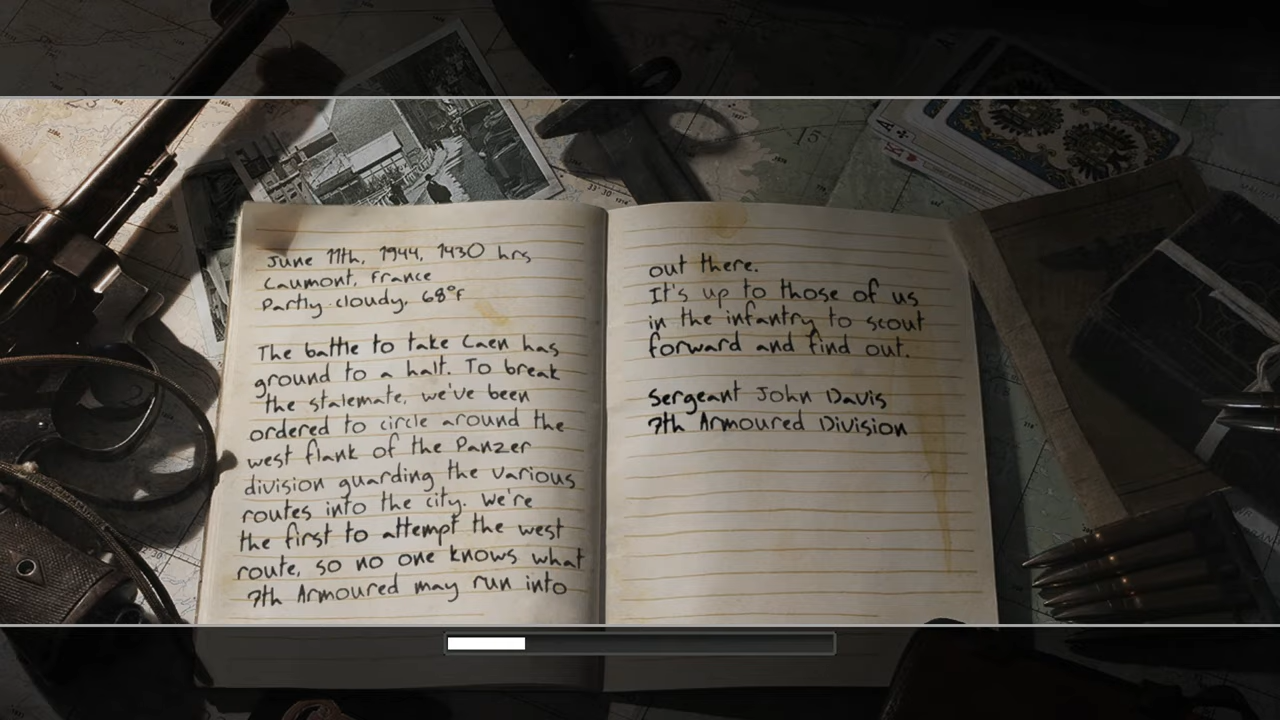 June 11th, 1944, 1430 hrs
Caumont, France
Partly cloudy, 68°F
The battle to take Caen has
ground to a halt. To break
the stalemate, we've been
ordered to circle around the
west flank of the Panzer
division guarding the various
routes into the city. We're
the first to attempt the west
route, so no one knows what
7th Armoured may run into
out there.
It's up to those of us
in the infantry to scout
forward and find out.
Sergeant John Davis
7th Armoured Division